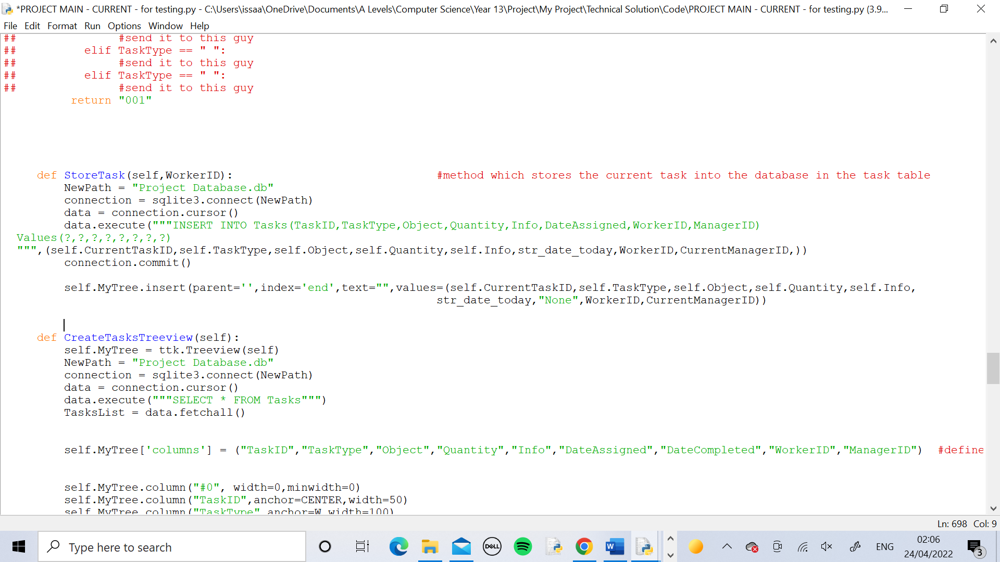 *PROJECT MAIN - CURRENT - for testing.py - C:\Users\issaa\OneDrive\Documents\A Levels\Computer Science\Year 13\Project\My Project\Technical Solution\Code\PROJECT MAIN - CURRENT - for testing.py (3.9...
File Edit Format Run Options Window Help
## #send it to this guy
## elif TaskType == " ":
## #send it to this guy
## elif TaskType == " ":
## #send it to this guy
return "001"
def StoreTask(self,WorkerID): #method which stores the current task into the database in the task table
NewPath = "Project Database.db"
connection = sqlite3.connect(NewPath)
data = connection.cursor()
data.execute("""INSERT INTO Tasks(TaskID,TaskType,Object,Quantity,Info,DateAssigned,WorkerID,ManagerID)
Values(?,?,?,?,?,?,?,?)
""",(self.CurrentTaskID,self.TaskType,self.Object,self.Quantity,self.Info,str_date_today,WorkerID,CurrentManagerID,))
connection.commit()
self.MyTree.insert(parent='',index='end',text="",values=(self.CurrentTaskID,self.TaskType,self.Object,self.Quantity,self.Info,
str_date_today,"None",WorkerID,CurrentManagerID))
def CreateTasksTreeview(self):
self.MyTree = ttk.Treeview(self)
NewPath = "Project Database.db"
connection = sqlite3.connect(NewPath)
data = connection.cursor()
data.execute("""SELECT * FROM Tasks""")
TasksList = data.fetchall()
self.MyTree['columns'] = ("TaskID","TaskType","Object","Quantity","Info","DateAssigned","DateCompleted","WorkerID","ManagerID") #define
self.MyTree.column("#0", width=0,minwidth=0)
self.MyTree.column("TaskID",anchor=CENTER,width=50)
self.MyTree.column("TaskType",anchor=W,width=100)
Ln: 698 Col: 9
Type here to search
DELL
W
ENG
02:06
24/04/2022
3